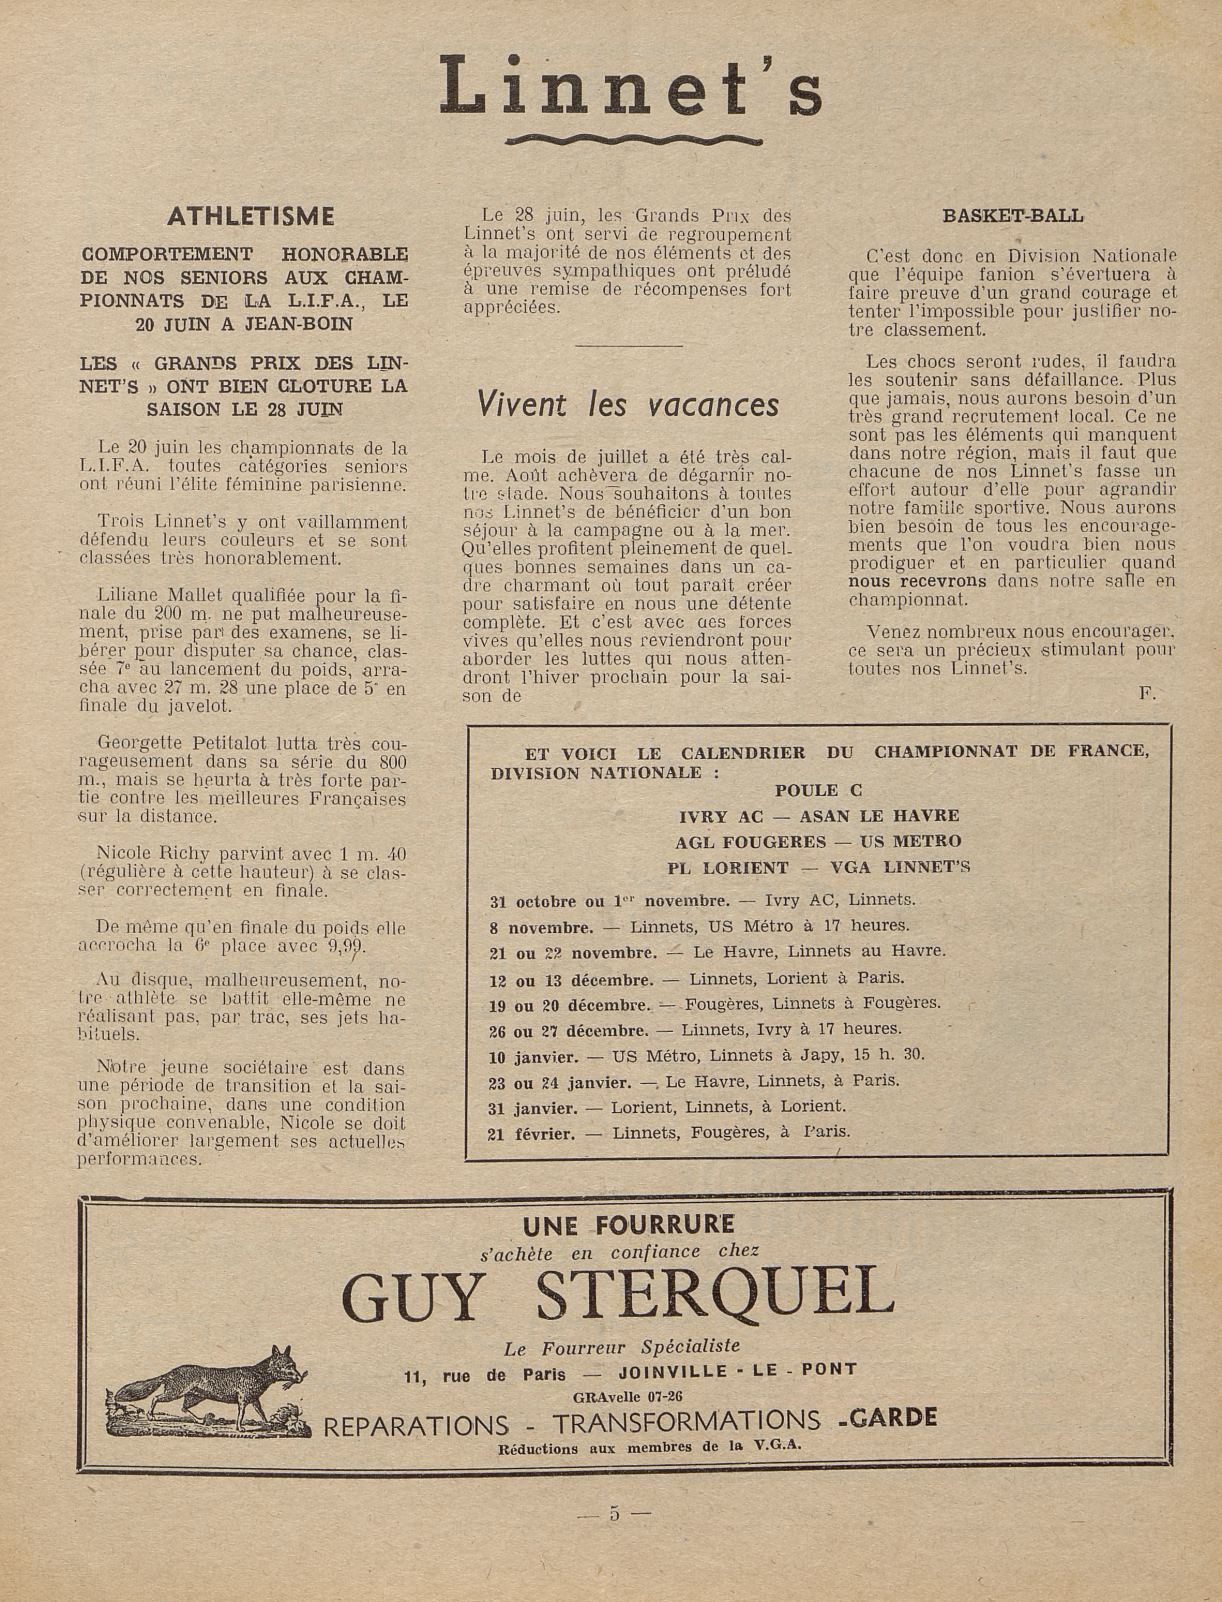 Linnet's
ATHLETISME
COMPORTEMENT HONORABLE
DE NOS SENIORS AUX CHAM-
PIONNATS DE LA L.I.F.A., LE
20 JUIN A JEAN-BOIN
LES « GRANDS PRIX DES LIN-
NET'S » ONT BIEN CLOTURE LA
SAISON LE 28 JUIN
Le 20 juin les championnats de la
L.I.F.A. toutes catégories seniors
ont réuni l'élite féminine parisienne.
Trois Linnet's y ont vaillamment
défendu leurs couleurs et se sont
classées très honorablement.
Liliane Mallet qualifiée pour la fi-
nale du 200 m. ne put malheureuse-
ment, prise par des examens, se li-
bérer pour disputer sa chance, clas-
sée 7e au lancement du poids, arra-
cha avec 27 m. 28 une place de 5e en
finale du javelot.
Georgette Petitalot lutta très cou-
rageusement dans sa série du 800
m., mais se heurta à très forte par-
tie contre les meilleures Françaises
sur la distance.
Nicole Richy parvint avec 1 m. 40
(régulière à cette hauteur) à se clas-
ser correctement en finale.
De même qu'en finale du poids elle
accrocha la 6e place avec 9,99.
Au disque, malheureusement, no-
tre athlète se battit elle-même ne
réalisant pas, par trac, ses jets ha-
bituels.
Notre jeune sociétaire est dans
une période de transition et la sai-
son prochaine, dans une condition
physique convenable, Nicole se doit
d'améliorer largement ses actuelles
performances.
Le 28 juin, les Grands Prix des
Linnet's ont servi de regroupement
à la majorité de nos éléments et des
épreuves sympathiques ont préludé
à une remise de récompenses fort
appréciées.
Vivent les vacances
Le mois de juillet a été très cal-
me. Août achèvera de dégarnir no-
tre stade. Nous souhaitons à toutes
nos Linnet's de bénéficier d'un bon
séjour à la campagne ou à la mer.
Qu'elles profitent pleinement de quel-
ques bonnes semaines dans un ca-
dre charmant où tout paraît créer
pour satisfaire en nous une détente
complète. Et c'est avec des forces
vives qu'elles nous reviendront pour
aborder les luttes qui nous atten-
dront l'hiver prochain pour la sai-
son de
BASKET-BALL
C'est donc en Division Nationale
que l'équipe fanion s'évertuera à
faire preuve d'un grand courage et
tenter l'impossible pour justifier no-
tre classement.
Les chocs seront rudes, il faudra
les soutenir sans défaillance. Plus
que jamais, nous aurons besoin d'un
très grand recrutement local. Ce ne
sont pas les éléments qui manquent
dans notre région, mais il faut que
chacune de nos Linnet's fasse un
effort autour d'elle pour agrandir
notre famille sportive. Nous aurons
bien besoin de tous les encourage-
ments que l'on voudra bien nous
prodiguer et en particulier quand
nous recevrons dans notre salle en
championnat.
Venez nombreux nous encourager,
ce sera un précieux stimulant pour
toutes nos Linnet's.
F.
ET VOICI LE CALENDRIER DU CHAMPIONNAT DE FRANCE,
DIVISION NATIONALE :
POULE C
IVRY AC — ASAN LE HAVRE
AGL FOUGERES — US METRO
PL LORIENT — VGA LINNET'S
31 octobre ou 1er novembre. — Ivry AC, Linnets.
8 novembre. — Linnets, US Métro à 17 heures.
21 ou 22 novembre. — Le Havre, Linnets au Havre.
12 ou 13 décembre. — Linnets, Lorient à Paris.
19 ou 20 décembre. — Fougères, Linnets à Fougères.
26 ou 27 décembre. — Linnets, Ivry à 17 heures.
10 janvier. — US Métro, Linnets à Japy, 15 h. 30.
23 ou 24 janvier. — Le Havre, Linnets, à Paris.
31 janvier. — Lorient, Linnets, à Lorient.
21 février. — Linnets, Fougères, à Paris.
UNE FOURRURE
s'achète en confiance chez
GUY STERQUEL
Le Fourreur Spécialiste
11, rue de Paris — JOINVILLE - LE - PONT
GRAvelle 07-26
REPARATIONS - TRANSFORMATIONS - GARDE
Réductions aux membres de la V.G.A.
— 5 —